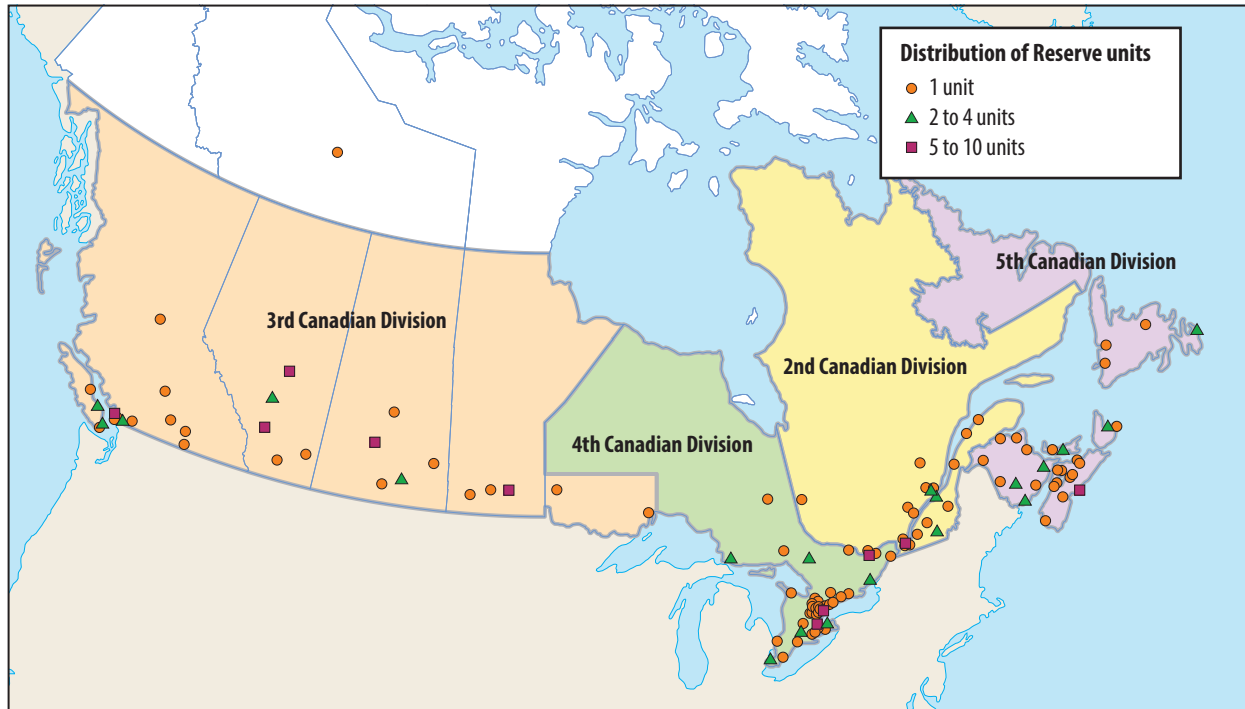 Distribution of Reserve units
1 unit
2 to 4 units
5 to 10 units
5th Canadian Division
3rd Canadian Division
2nd Canadian Division
4th Canadian Division